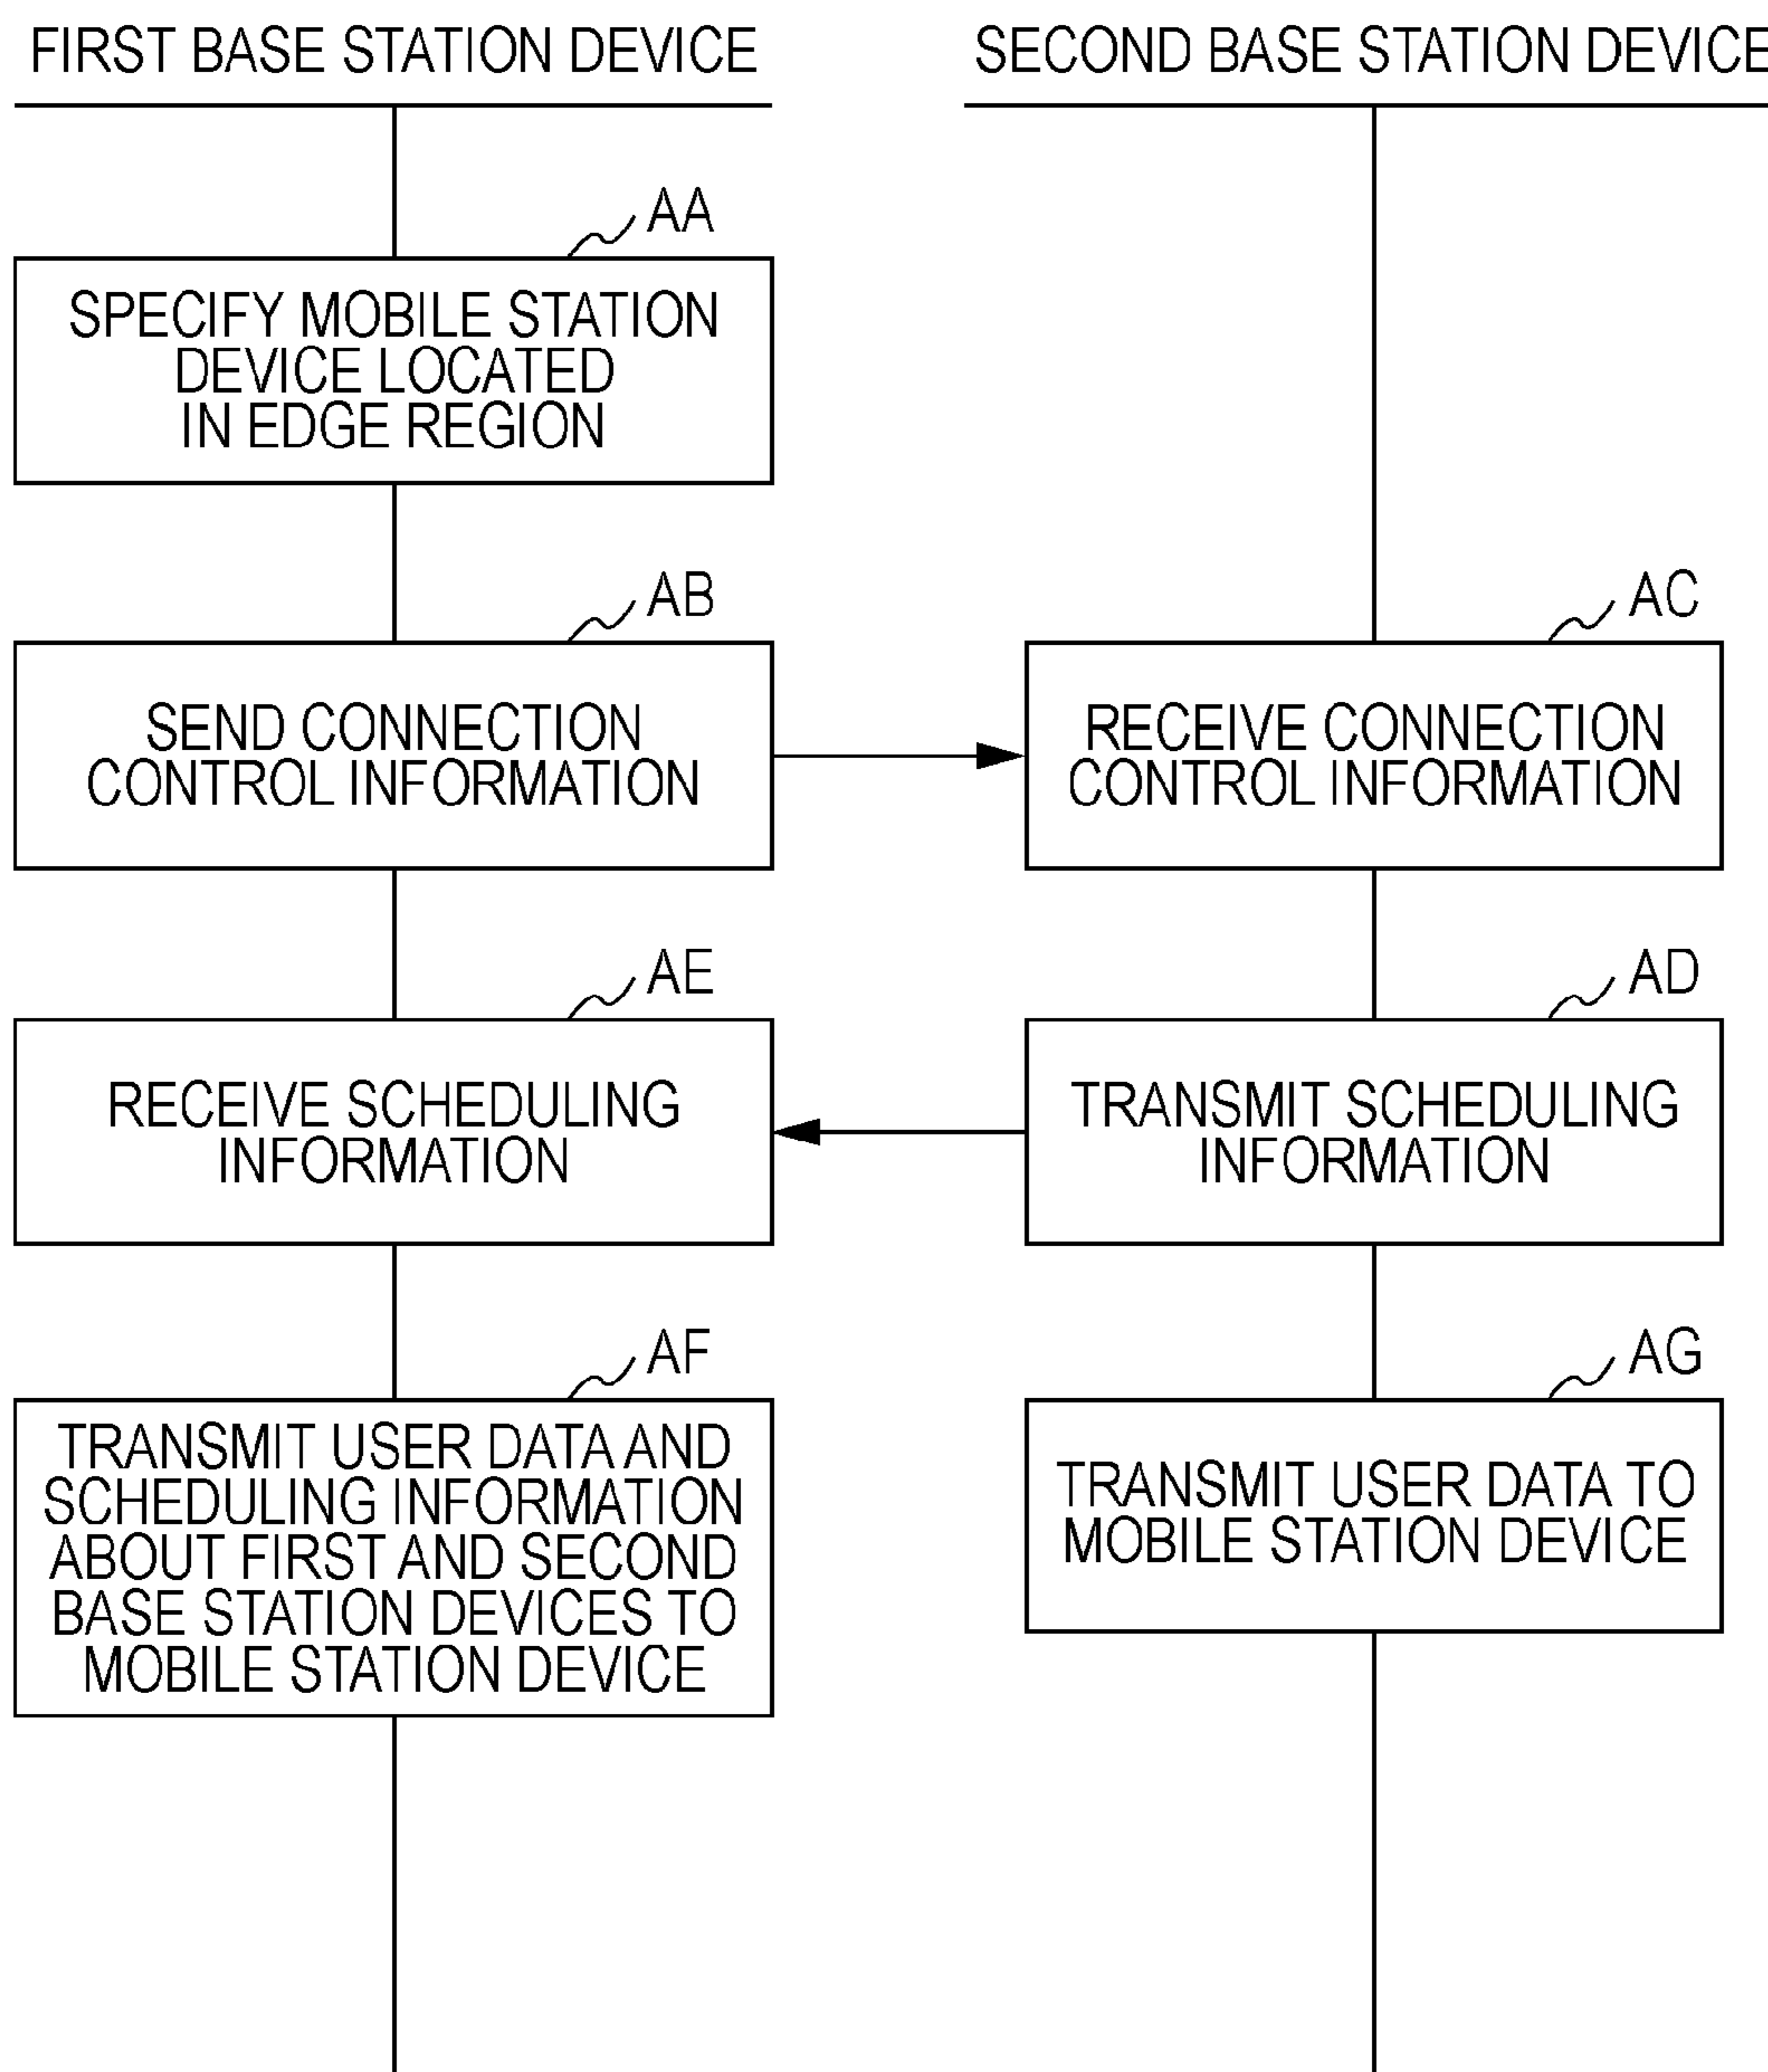 FIRST BASE STATION DEVICE
SECOND BASE STATION DEVICE
AA
SPECIFY MOBILE STATION
DEVICE LOCATED
IN EDGE REGION
AB
SEND CONNECTION
CONTROL INFORMATION
AC
RECEIVE CONNECTION
CONTROL INFORMATION
AE
RECEIVE SCHEDULING
INFORMATION
AD
TRANSMIT SCHEDULING
INFORMATION
AF
TRANSMIT USER DATA AND
SCHEDULING INFORMATION
ABOUT FIRST AND SECOND
BASE STATION DEVICES TO
MOBILE STATION DEVICE
AG
TRANSMIT USER DATA TO
MOBILE STATION DEVICE